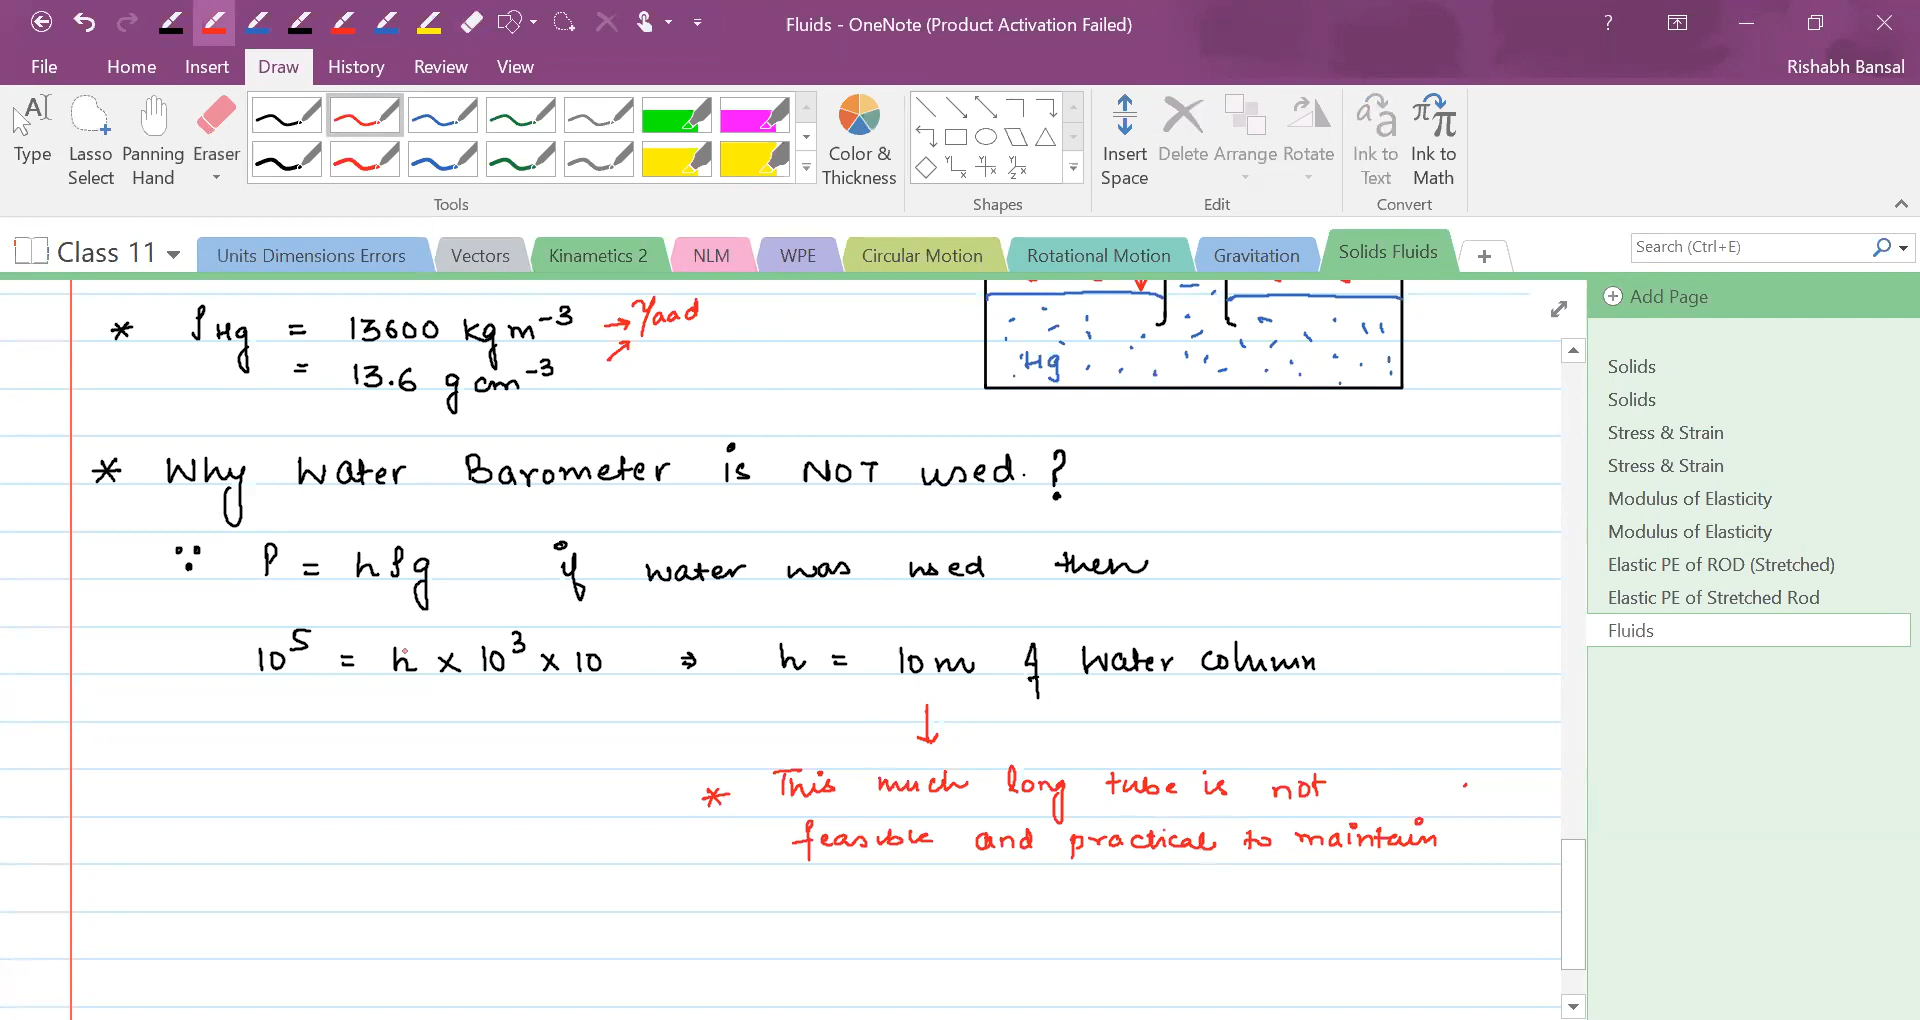 Fluids - OneNote (Product Activation Failed)
?
File Home Insert Draw History Review View
Rishabh Bansal
Type
Lasso Select
Panning Hand
Eraser
Color & Thickness
Insert Space
Delete
Arrange
Rotate
Ink to Text
Ink to Math
Tools
Shapes
Edit
Convert
Class 11
Units Dimensions Errors
Vectors
Kinametics 2
NLM
WPE
Circular Motion
Rotational Motion
Gravitation
Solids Fluids
Search (Ctrl+E)
* ρHg = 13600 kg m⁻³ → Yaad
= 13.6 g cm⁻³
Hg
* Why Water Barometer is NOT used. ?
∵ P = hρg if water was used then
10⁵ = h × 10³ × 10 ⇒ h = 10m of water column
↓
* This much long tube is not
feasible and practical to maintain
Add Page
Solids
Solids
Stress & Strain
Stress & Strain
Modulus of Elasticity
Modulus of Elasticity
Elastic PE of ROD (Stretched)
Elastic PE of Stretched Rod
Fluids